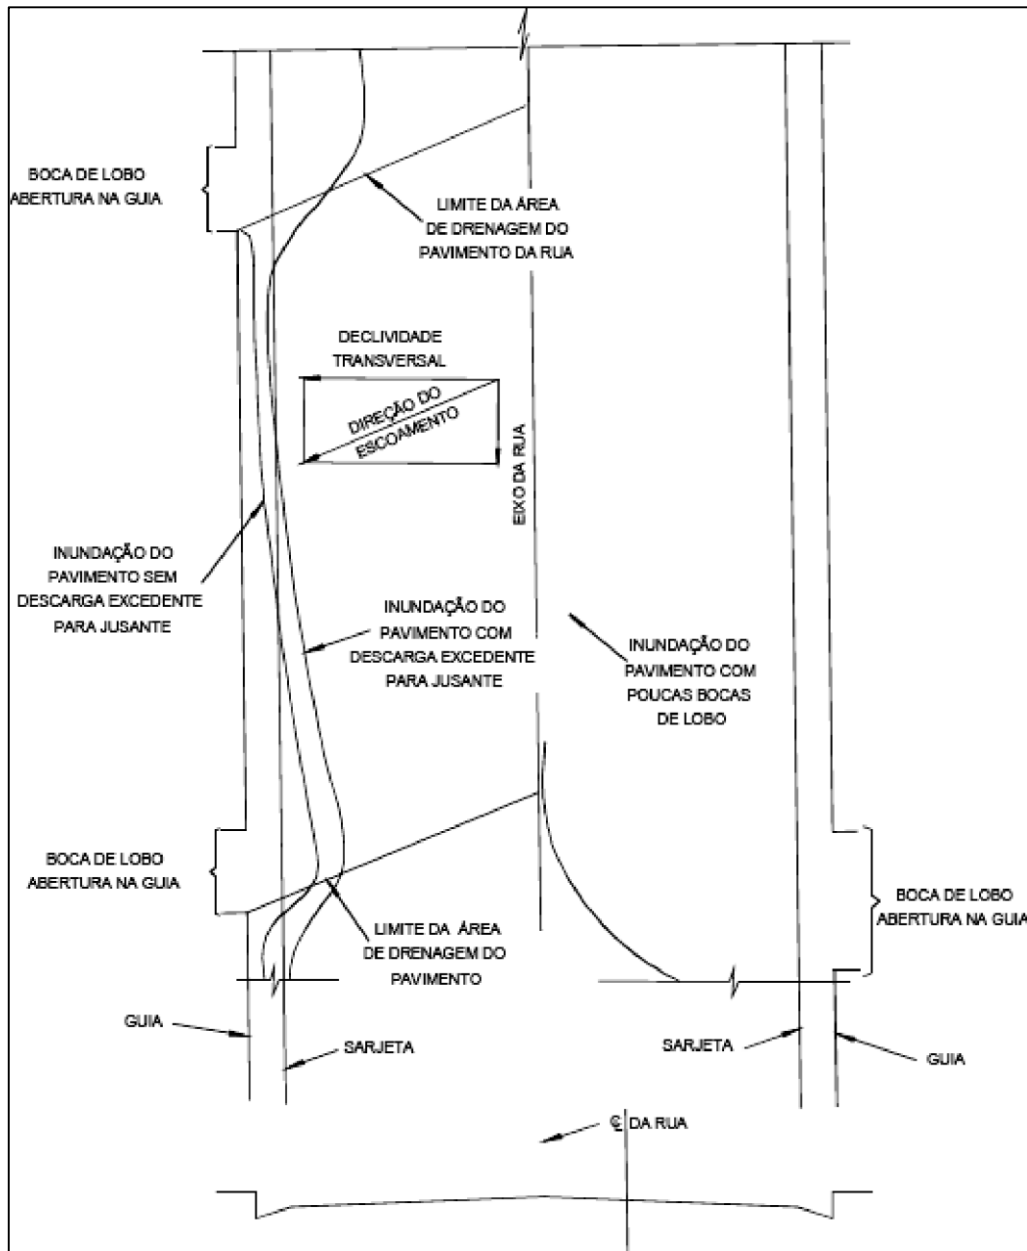 BOCA DE LOBO
ABERTURA NA GUIA
LIMITE DA ÁREA
DE DRENAGEM DO
PAVIMENTO DA RUA
DECLIVIDADE
TRANSVERSAL
DIREÇÃO DO
ESCOAMENTO
EIXO DA RUA
INUNDAÇÃO DO
PAVIMENTO SEM
DESCARGA EXCEDENTE
PARA JUSANTE
INUNDAÇÃO DO
PAVIMENTO COM
DESCARGA EXCEDENTE
PARA JUSANTE
INUNDAÇÃO DO
PAVIMENTO COM
POUCAS BOCAS
DE LOBO
BOCA DE LOBO
ABERTURA NA GUIA
BOCA DE LOBO
ABERTURA NA GUIA
LIMITE DA ÁREA
DE DRENAGEM DO
PAVIMENTO
GUIA
SARJETA
SARJETA
GUIA
℄ DA RUA